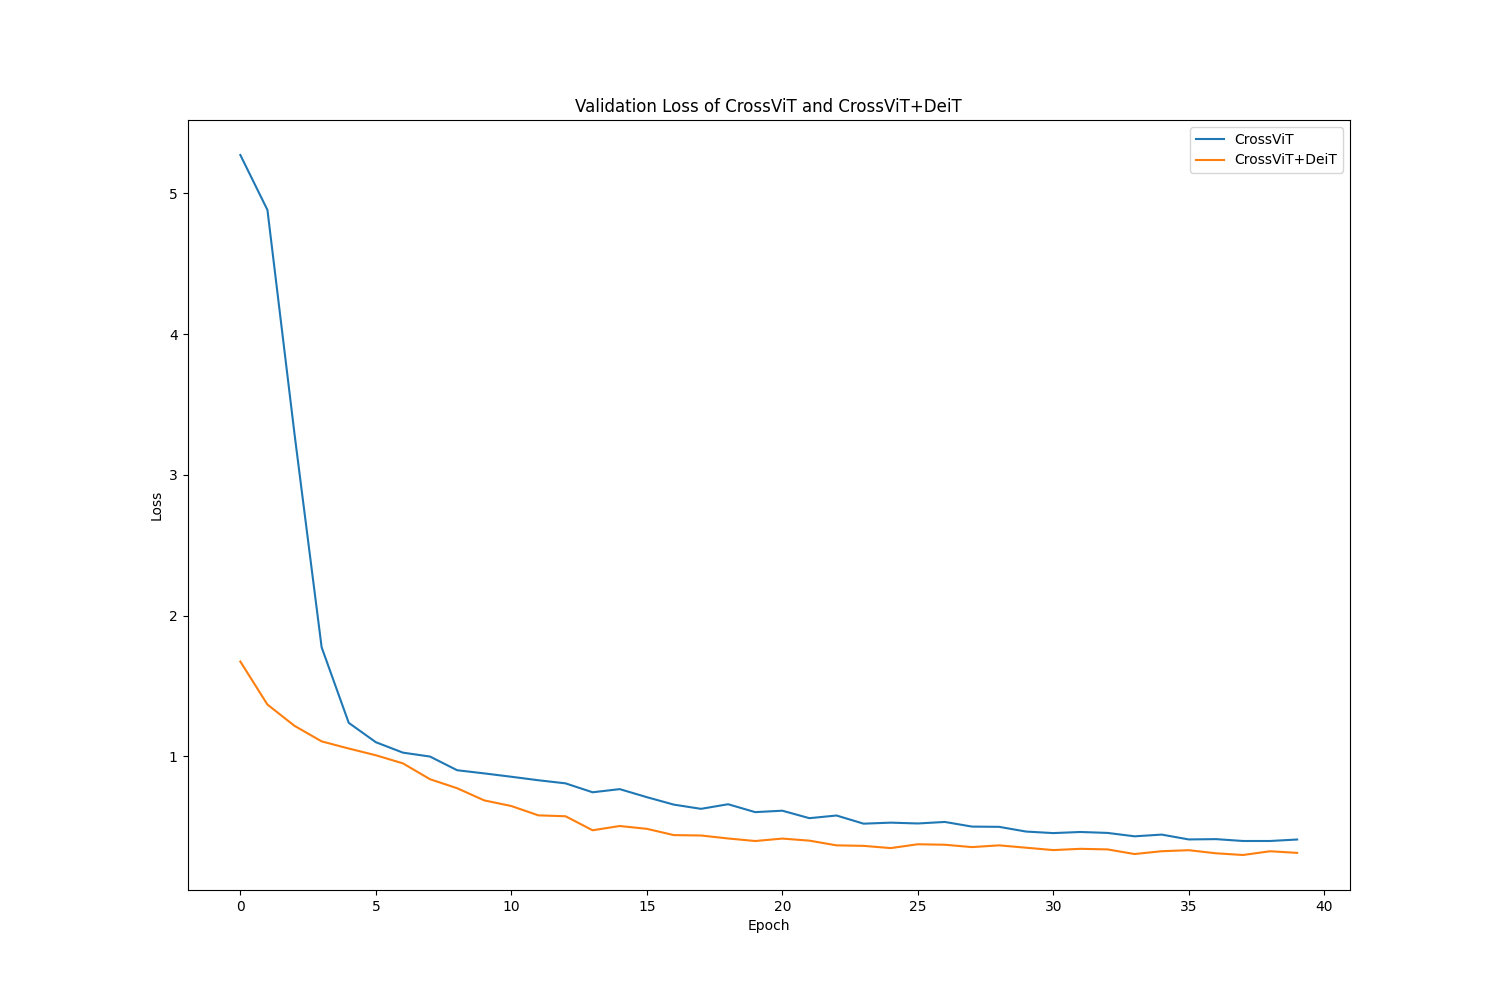 Validation Loss of CrossViT and CrossViT+DeiT
CrossViT
CrossViT+DeiT
5
4
3
2
1
Loss
0 5 10 15 20 25 30 35 40
Epoch